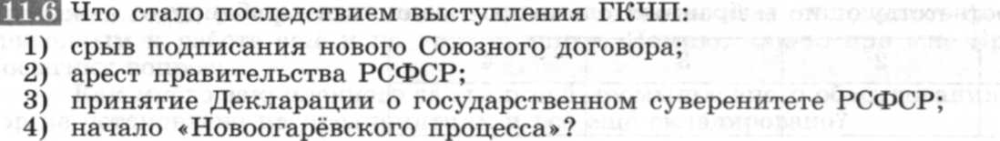 11.6 Что стало последствием выступления ГКЧП:
1) срыв подписания нового Союзного договора;
2) арест правительства РСФСР;
3) принятие Декларации о государственном суверенитете РСФСР;
4) начало «Новоогарёвского процесса»?